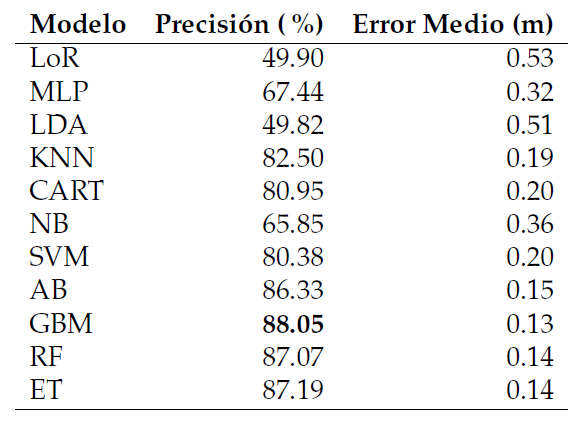 Modelo Precisión ( %) Error Medio (m)
LoR 49.90 0.53
MLP 67.44 0.32
LDA 49.82 0.51
KNN 82.50 0.19
CART 80.95 0.20
NB 65.85 0.36
SVM 80.38 0.20
AB 86.33 0.15
GBM 88.05 0.13
RF 87.07 0.14
ET 87.19 0.14